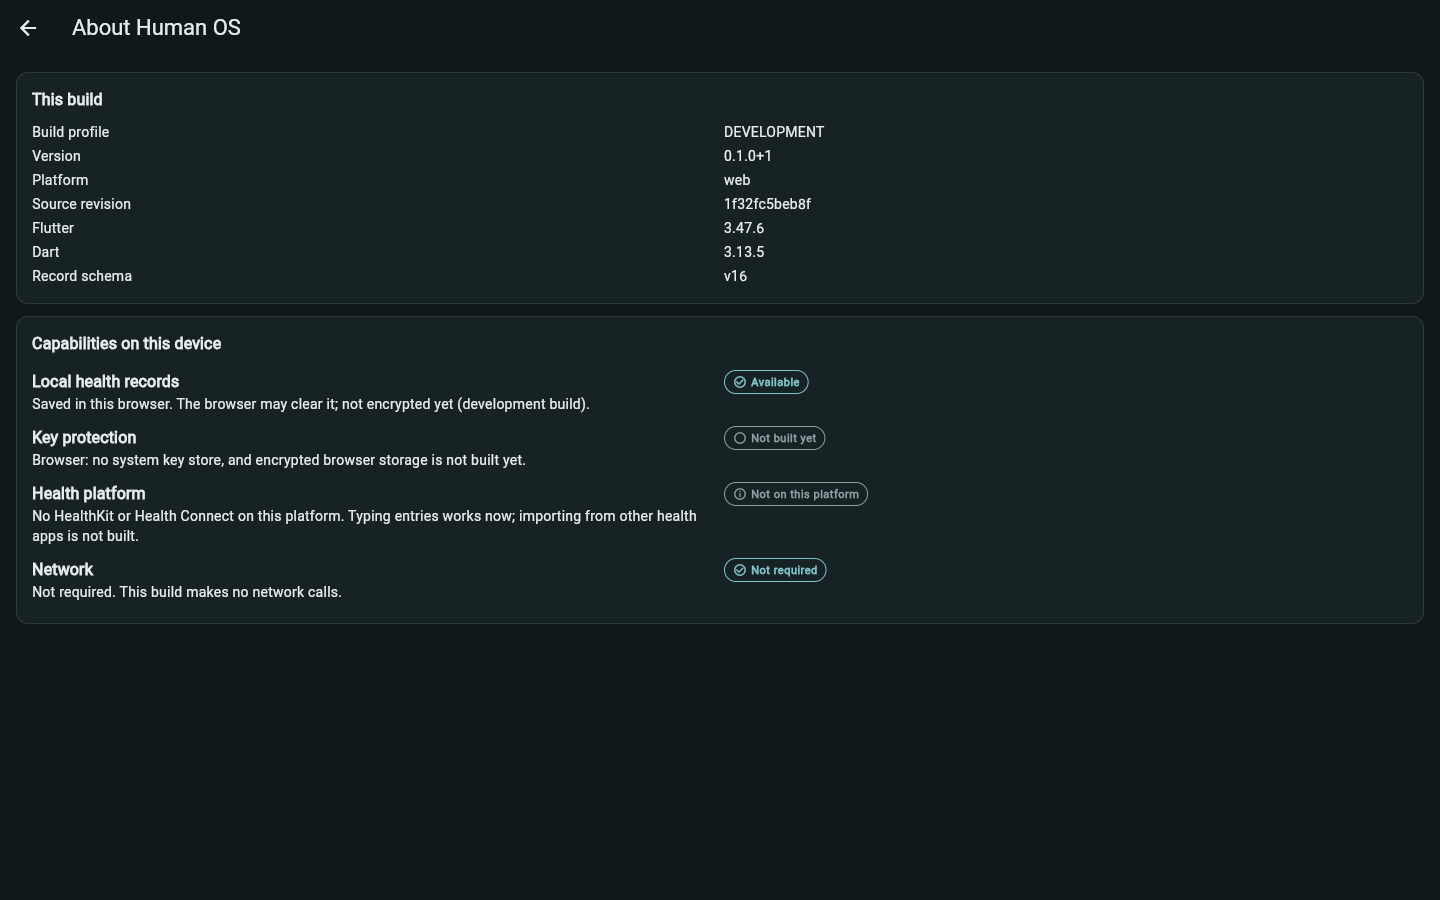 About Human OS
This build
Build profile DEVELOPMENT
Version 0.1.0+1
Platform web
Source revision 1f32fc5beb8f
Flutter 3.47.6
Dart 3.13.5
Record schema v16
Capabilities on this device
Local health records Available
Saved in this browser. The browser may clear it; not encrypted yet (development build).
Key protection Not built yet
Browser: no system key store, and encrypted browser storage is not built yet.
Health platform Not on this platform
No HealthKit or Health Connect on this platform. Typing entries works now; importing from other health
apps is not built.
Network Not required
Not required. This build makes no network calls.